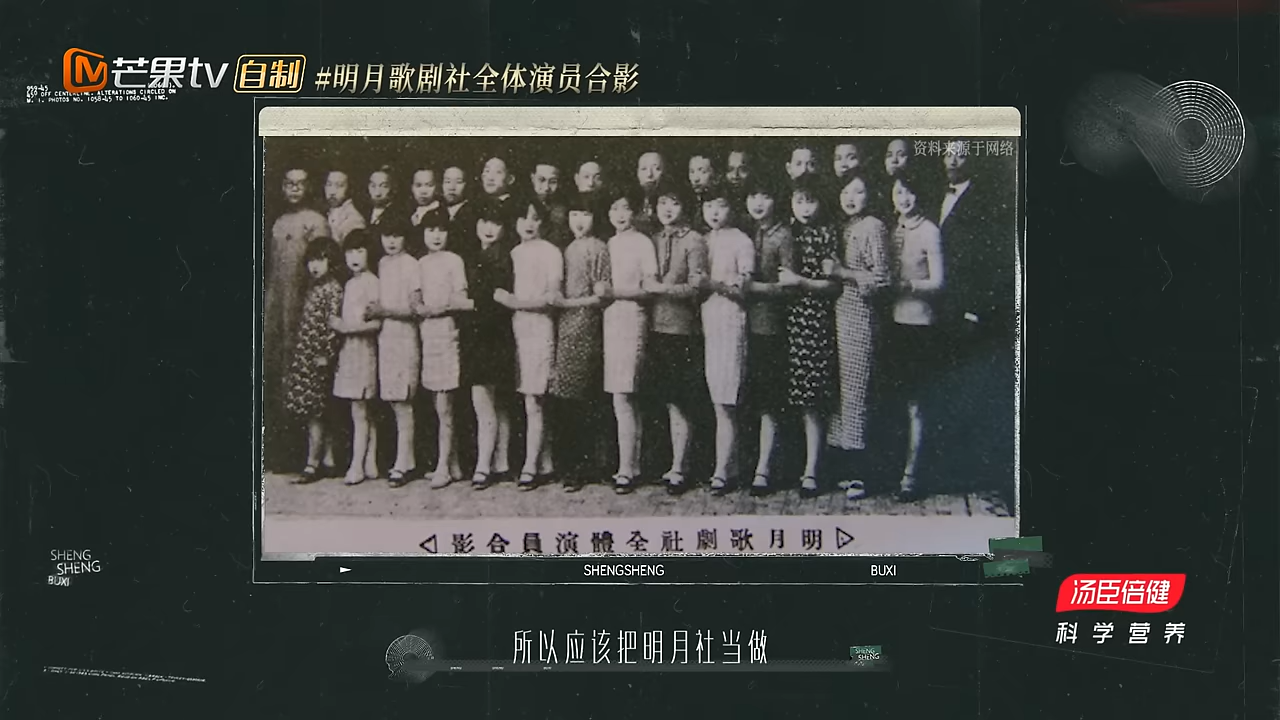 芒果tv 自制 #明月歌剧社全体演员合影
资料来源于网络
影合員演體全社劇歌月明
SHENGSHENG
BUXI
SHENG
SHENG
BUXI
汤臣倍健
科学营养
所以应该把明月社当做
SHENG
SHENG